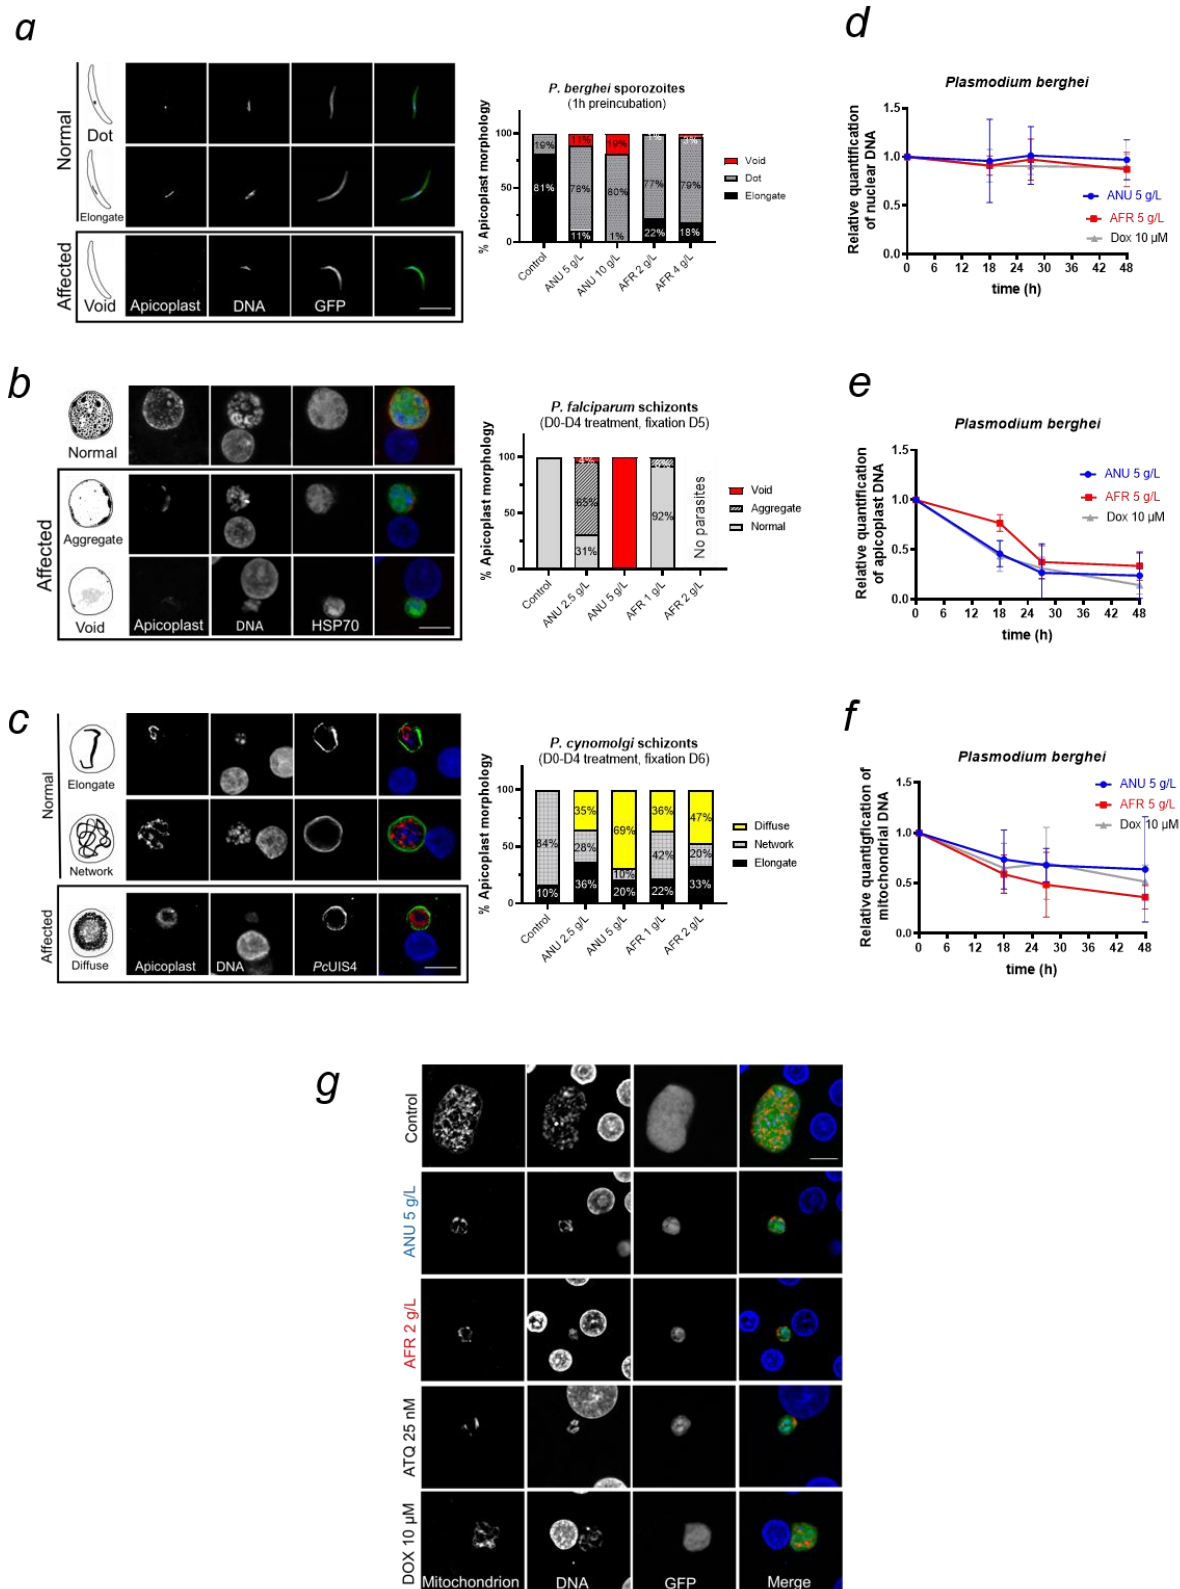 a
Normal
Dot
Elongate
Affected
Void
Apicoplast
DNA
GFP
P. berghei sporozoites
(1h preincubation)
% Apicoplast morphology
100
50
0
19%
81%
11%
78%
11%
19%
80%
1%
1%
77%
22%
3%
79%
18%
Void
Dot
Elongate
Control
ANU 5 g/L
ANU 10 g/L
AFR 2 g/L
AFR 4 g/L
b
Normal
Affected
Aggregate
Void
Apicoplast
DNA
HSP70
P. falciparum schizonts
(D0-D4 treatment, fixation D5)
% Apicoplast morphology
100
50
0
4%
65%
31%
92%
No parasites
Void
Aggregate
Normal
Control
ANU 2.5 g/L
ANU 5 g/L
AFR 1 g/L
AFR 2 g/L
c
Normal
Elongate
Network
Affected
Diffuse
Apicoplast
DNA
PcUIS4
P. cynomolgi schizonts
(D0-D4 treatment, fixation D6)
% Apicoplast morphology
100
50
0
84%
10%
35%
28%
36%
69%
10%
20%
36%
42%
22%
47%
20%
33%
Diffuse
Network
Elongate
Control
ANU 2.5 g/L
ANU 5 g/L
AFR 1 g/L
AFR 2 g/L
d
Plasmodium berghei
Relative quantification
of nuclear DNA
1.5
1.0
0.5
0.0
ANU 5 g/L
AFR 5 g/L
Dox 10 µM
0 6 12 18 24 30 36 42 48
time (h)
e
Plasmodium berghei
Relative quantification
of apicoplast DNA
1.5
1.0
0.5
0.0
ANU 5 g/L
AFR 5 g/L
Dox 10 µM
0 6 12 18 24 30 36 42 48
time (h)
f
Plasmodium berghei
Relative quantigfication of
mitochondrial DNA
1.5
1.0
0.5
0.0
ANU 5 g/L
AFR 5 g/L
Dox 10 µM
0 6 12 18 24 30 36 42 48
time (h)
g
Control
ANU 5 g/L
AFR 2 g/L
ATQ 25 nM
DOX 10 µM
Mitochondrion
DNA
GFP
Merge